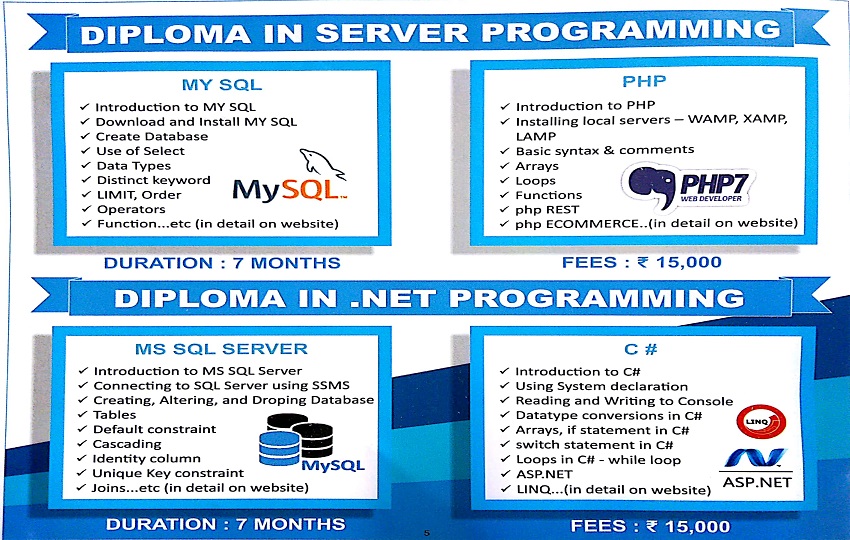 DIPLOMA IN SERVER PROGRAMMING
MY SQL
✓ Introduction to MY SQL
✓ Download and Install MY SQL
✓ Create Database
✓ Use of Select
✓ Data Types
✓ Distinct keyword
✓ LIMIT, Order
✓ Operators
✓ Function...etc (in detail on website)
MySQL™
PHP
✓ Introduction to PHP
✓ Installing local servers – WAMP, XAMP,
LAMP
✓ Basic syntax & comments
✓ Arrays
✓ Loops
✓ Functions
✓ php REST
✓ php ECOMMERCE..(in detail on website)
PHP7
WEB DEVELOPER
DURATION : 7 MONTHS
FEES : ₹ 15,000
DIPLOMA IN .NET PROGRAMMING
MS SQL SERVER
✓ Introduction to MS SQL Server
✓ Connecting to SQL Server using SSMS
✓ Creating, Altering, and Droping Database
✓ Tables
✓ Default constraint
✓ Cascading
✓ Identity column
✓ Unique Key constraint
✓ Joins...etc (in detail on website)
MySQL
C #
✓ Introduction to C#
✓ Using System declaration
✓ Reading and Writing to Console
✓ Datatype conversions in C#
✓ Arrays, if statement in C#
✓ switch statement in C#
✓ Loops in C# - while loop
✓ ASP.NET
✓ LINQ...(in detail on website)
LINQ
ASP.NET
DURATION : 7 MONTHS
5
FEES : ₹ 15,000